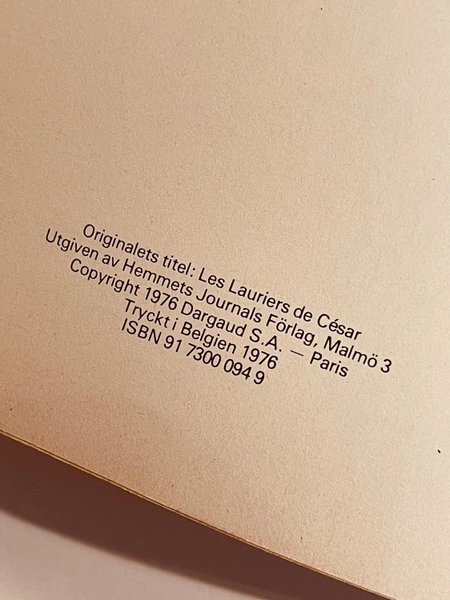 Originalets titel: Les Lauriers de César
Utgiven av Hemmets Journals Förlag, Malmö 3
Copyright 1976 Dargaud S.A. — Paris
Tryckt i Belgien 1976
ISBN 91 7300 094 9